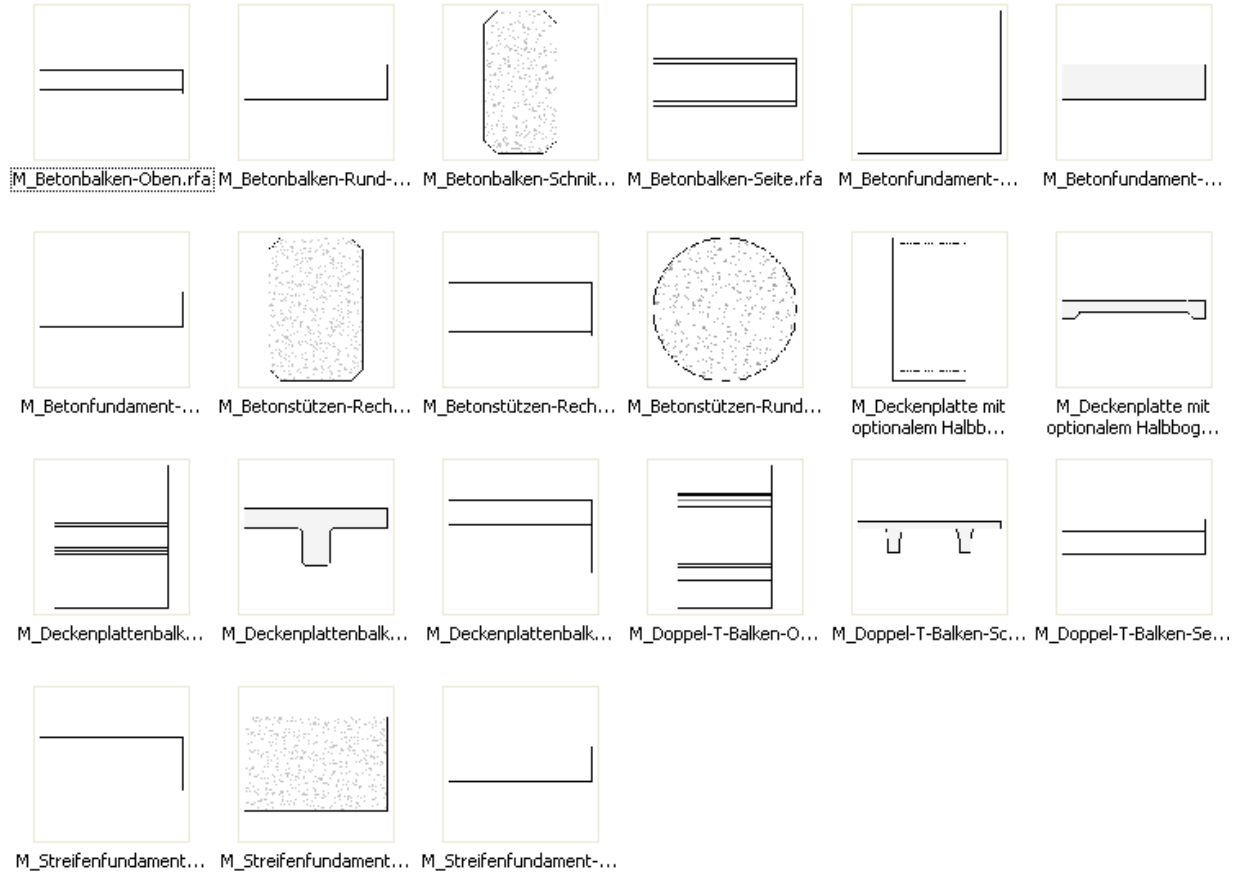 M_Betonbalken-Oben.rfa
M_Betonbalken-Rund-...
M_Betonbalken-Schnit...
M_Betonbalken-Seite.rfa
M_Betonfundament-...
M_Betonfundament-...
M_Betonfundament-...
M_Betonstützen-Rech...
M_Betonstützen-Rech...
M_Betonstützen-Rund...
M_Deckenplatte mit
optionalem Halbb...
M_Deckenplatte mit
optionalem Halbbog...
M_Deckenplattenbalk...
M_Deckenplattenbalk...
M_Deckenplattenbalk...
M_Doppel-T-Balken-O...
M_Doppel-T-Balken-Sc...
M_Doppel-T-Balken-Se...
M_Streifenfundament...
M_Streifenfundament...
M_Streifenfundament-...